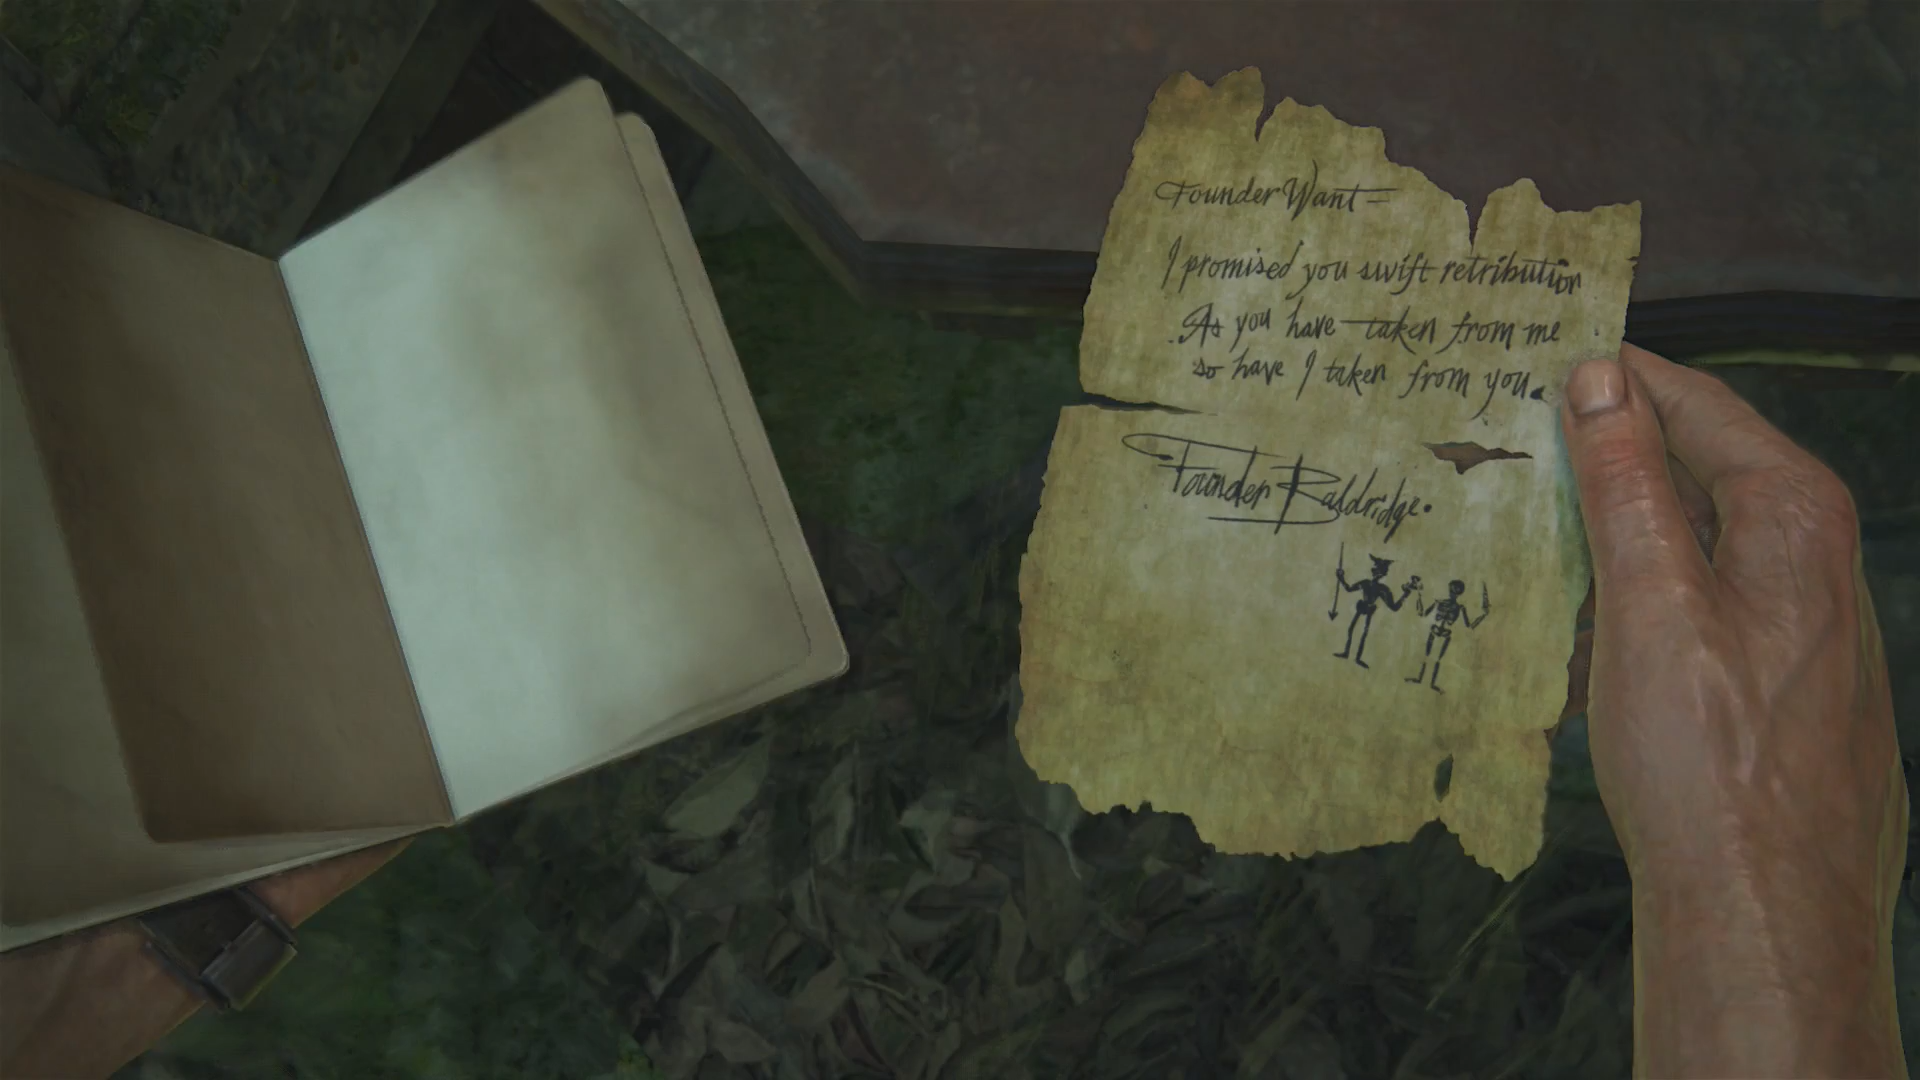 Founder Want—
I promised you swift retribution
As you have taken from me
so have I taken from you.
Founder Baldridge.